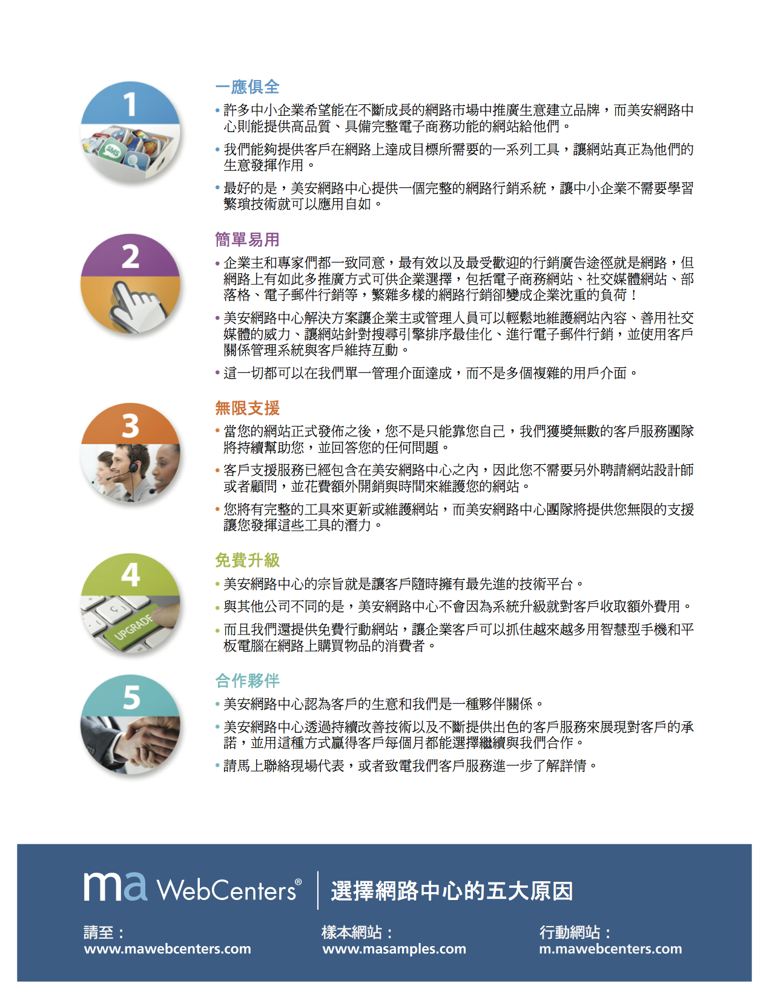 1
一應俱全
• 許多中小企業希望能在不斷成長的網路市場中推廣生意建立品牌，而美安網路中
心則能提供高品質、具備完整電子商務功能的網站給他們。
• 我們能夠提供客戶在網路上達成目標所需要的一系列工具，讓網站真正為他們的
生意發揮作用。
• 最好的是，美安網路中心提供一個完整的網路行銷系統，讓中小企業不需要學習
繁瑣技術就可以應用自如。
SMS
2
簡單易用
• 企業主和專家們都一致同意，最有效以及最受歡迎的行銷廣告途徑就是網路，但
網路上有如此多推廣方式可供企業選擇，包括電子商務網站、社交媒體網站、部
落格、電子郵件行銷等，繁雜多樣的網路行銷卻變成企業沈重的負荷！
• 美安網路中心解決方案讓企業主或管理人員可以輕鬆地維護網站內容、善用社交
媒體的威力、讓網站針對搜尋引擎排序最佳化、進行電子郵件行銷，並使用客戶
關係管理系統與客戶維持互動。
• 這一切都可以在我們單一管理介面達成，而不是多個複雜的用戶介面。
3
無限支援
• 當您的網站正式發佈之後，您不是只能靠您自己，我們獲獎無數的客戶服務團隊
將持續幫助您，並回答您的任何問題。
• 客戶支援服務已經包含在美安網路中心之內，因此您不需要另外聘請網站設計師
或者顧問，並花費額外開銷與時間來維護您的網站。
• 您將有完整的工具來更新或維護網站，而美安網路中心團隊將提供您無限的支援
讓您發揮這些工具的潛力。
4
免費升級
• 美安網路中心的宗旨就是讓客戶隨時擁有最先進的技術平台。
• 與其他公司不同的是，美安網路中心不會因為系統升級就對客戶收取額外費用。
• 而且我們還提供免費行動網站，讓企業客戶可以抓住越來越多用智慧型手機和平
板電腦在網路上購買物品的消費者。
UPGRADE
5
合作夥伴
• 美安網路中心認為客戶的生意和我們是一種夥伴關係。
• 美安網路中心透過持續改善技術以及不斷提供出色的客戶服務來展現對客戶的承
諾，並用這種方式贏得客戶每個月都能選擇繼續與我們合作。
• 請馬上聯絡現場代表，或者致電我們客戶服務進一步了解詳情。
ma WebCenters® | 選擇網路中心的五大原因
請至：
www.mawebcenters.com
樣本網站：
www.masamples.com
行動網站：
m.mawebcenters.com